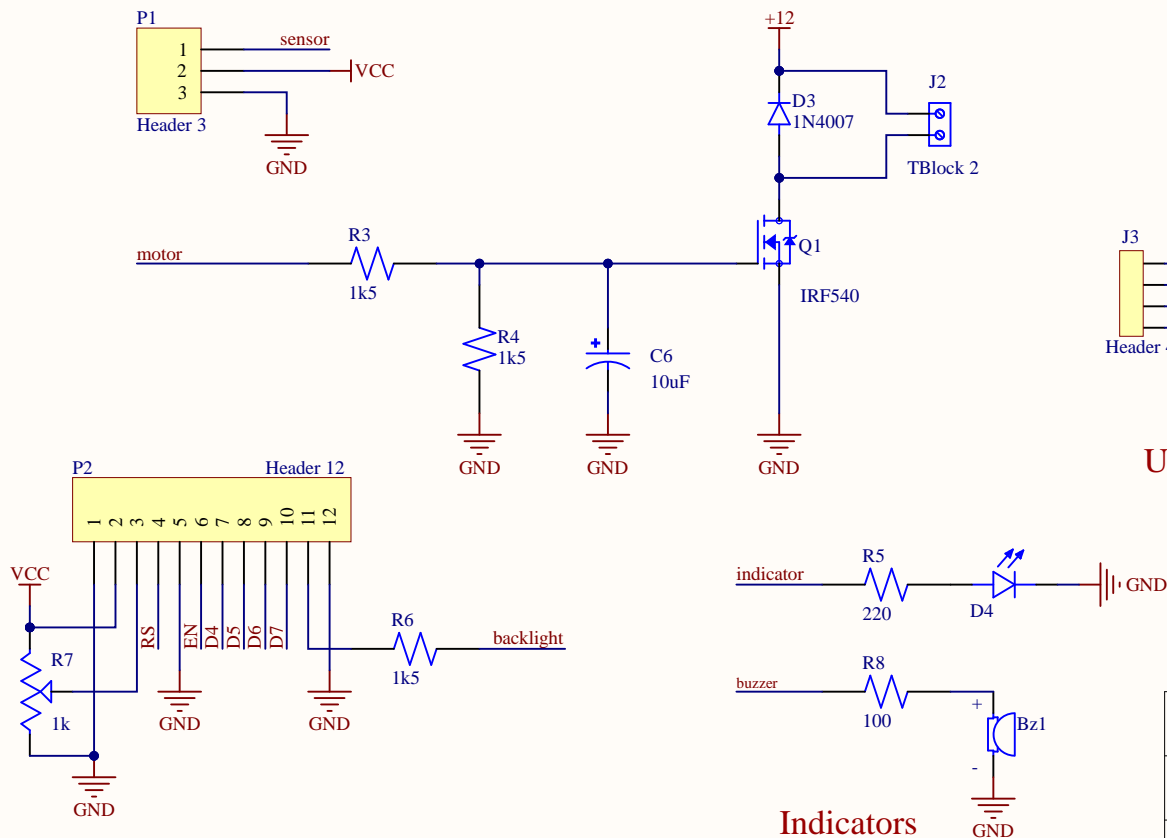 P1
1
2
3
sensor
VCC
Header 3
GND
+12
D3
1N4007
J2
TBlock 2
motor
R3
1k5
R4
1k5
C6
10uF
Q1
IRF540
GND
GND
GND
J3
Header 4
U
P2
Header 12
1
2
3
4
5
6
7
8
9
10
11
12
VCC
RS
EN
D4
D5
D6
D7
R7
1k
GND
GND
GND
R6
1k5
backlight
indicator
R5
220
D4
GND
buzzer
R8
100
+
Bz1
-
GND
Indicators